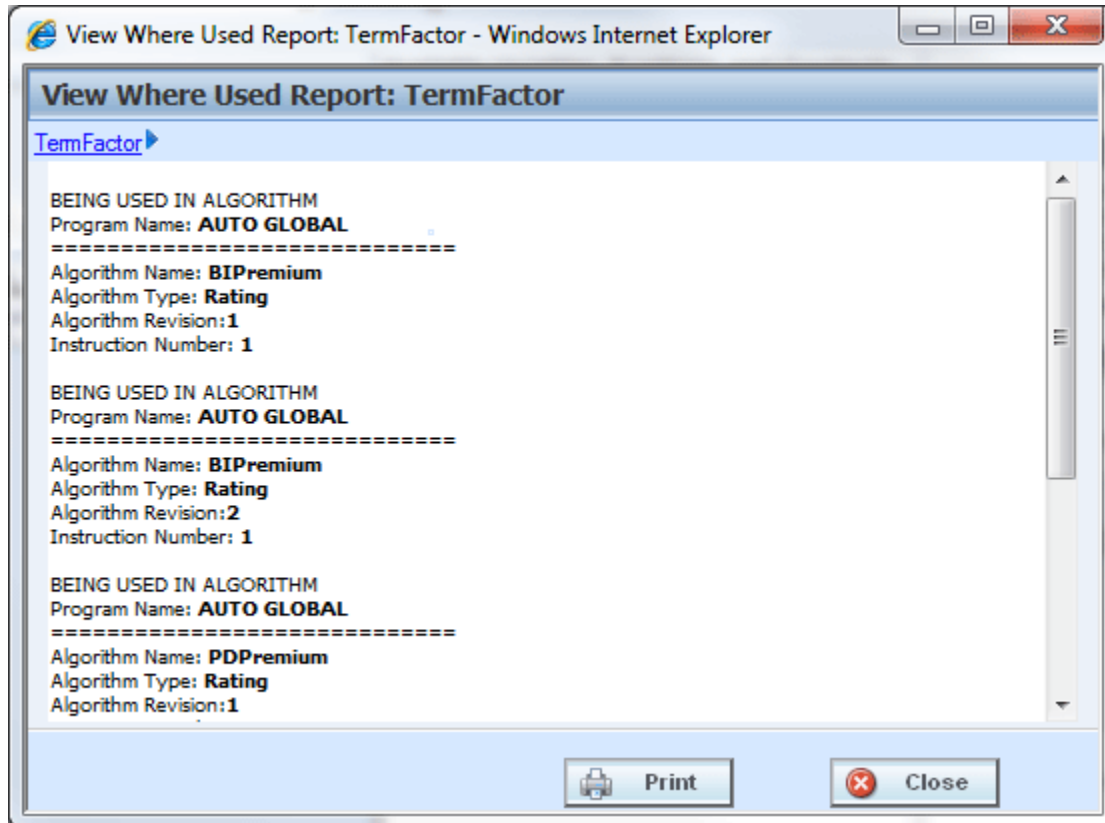 View Where Used Report: TermFactor - Windows Internet Explorer
View Where Used Report: TermFactor
TermFactor
BEING USED IN ALGORITHM
Program Name: AUTO GLOBAL
=============================
Algorithm Name: BIPremium
Algorithm Type: Rating
Algorithm Revision:1
Instruction Number: 1
BEING USED IN ALGORITHM
Program Name: AUTO GLOBAL
=============================
Algorithm Name: BIPremium
Algorithm Type: Rating
Algorithm Revision:2
Instruction Number: 1
BEING USED IN ALGORITHM
Program Name: AUTO GLOBAL
=============================
Algorithm Name: PDPremium
Algorithm Type: Rating
Algorithm Revision:1
Print
Close